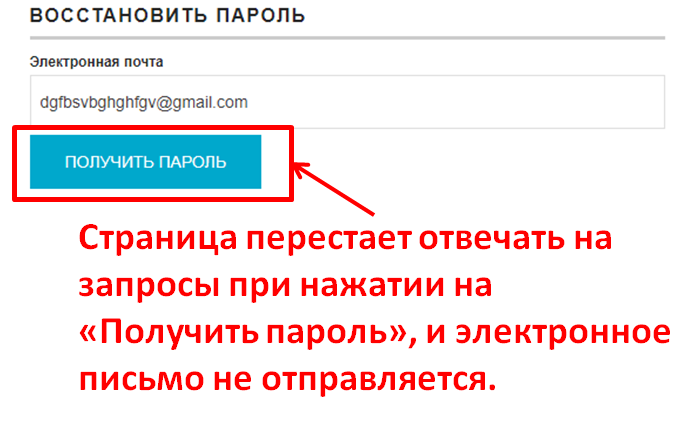 ВОССТАНОВИТЬ ПАРОЛЬ
Электронная почта
dgfbsvbghghfgv@gmail.com
ПОЛУЧИТЬ ПАРОЛЬ
Страница перестает отвечать на
запросы при нажатии на
«Получить пароль», и электронное
письмо не отправляется.